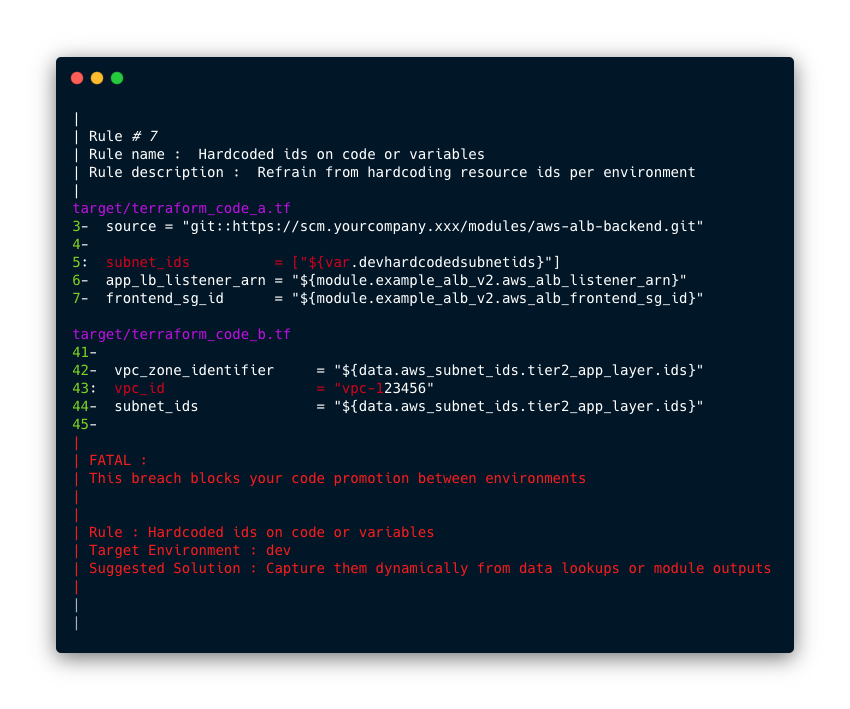 |
| Rule # 7
| Rule name :  Hardcoded ids on code or variables
| Rule description :  Refrain from hardcoding resource ids per environment
|
target/terraform_code_a.tf
3-  source = "git::https://scm.yourcompany.xxx/modules/aws-alb-backend.git"
4-
5:  subnet_ids          = ["${var.devhardcodedsubnetids}"]
6-  app_lb_listener_arn = "${module.example_alb_v2.aws_alb_listener_arn}"
7-  frontend_sg_id      = "${module.example_alb_v2.aws_alb_frontend_sg_id}"

target/terraform_code_b.tf
41-
42-  vpc_zone_identifier     = "${data.aws_subnet_ids.tier2_app_layer.ids}"
43:  vpc_id                  = "vpc-123456"
44-  subnet_ids              = "${data.aws_subnet_ids.tier2_app_layer.ids}"
45-
|
| FATAL :
| This breach blocks your code promotion between environments
|
|
| Rule : Hardcoded ids on code or variables
| Target Environment : dev
| Suggested Solution : Capture them dynamically from data lookups or module outputs
|
|
|